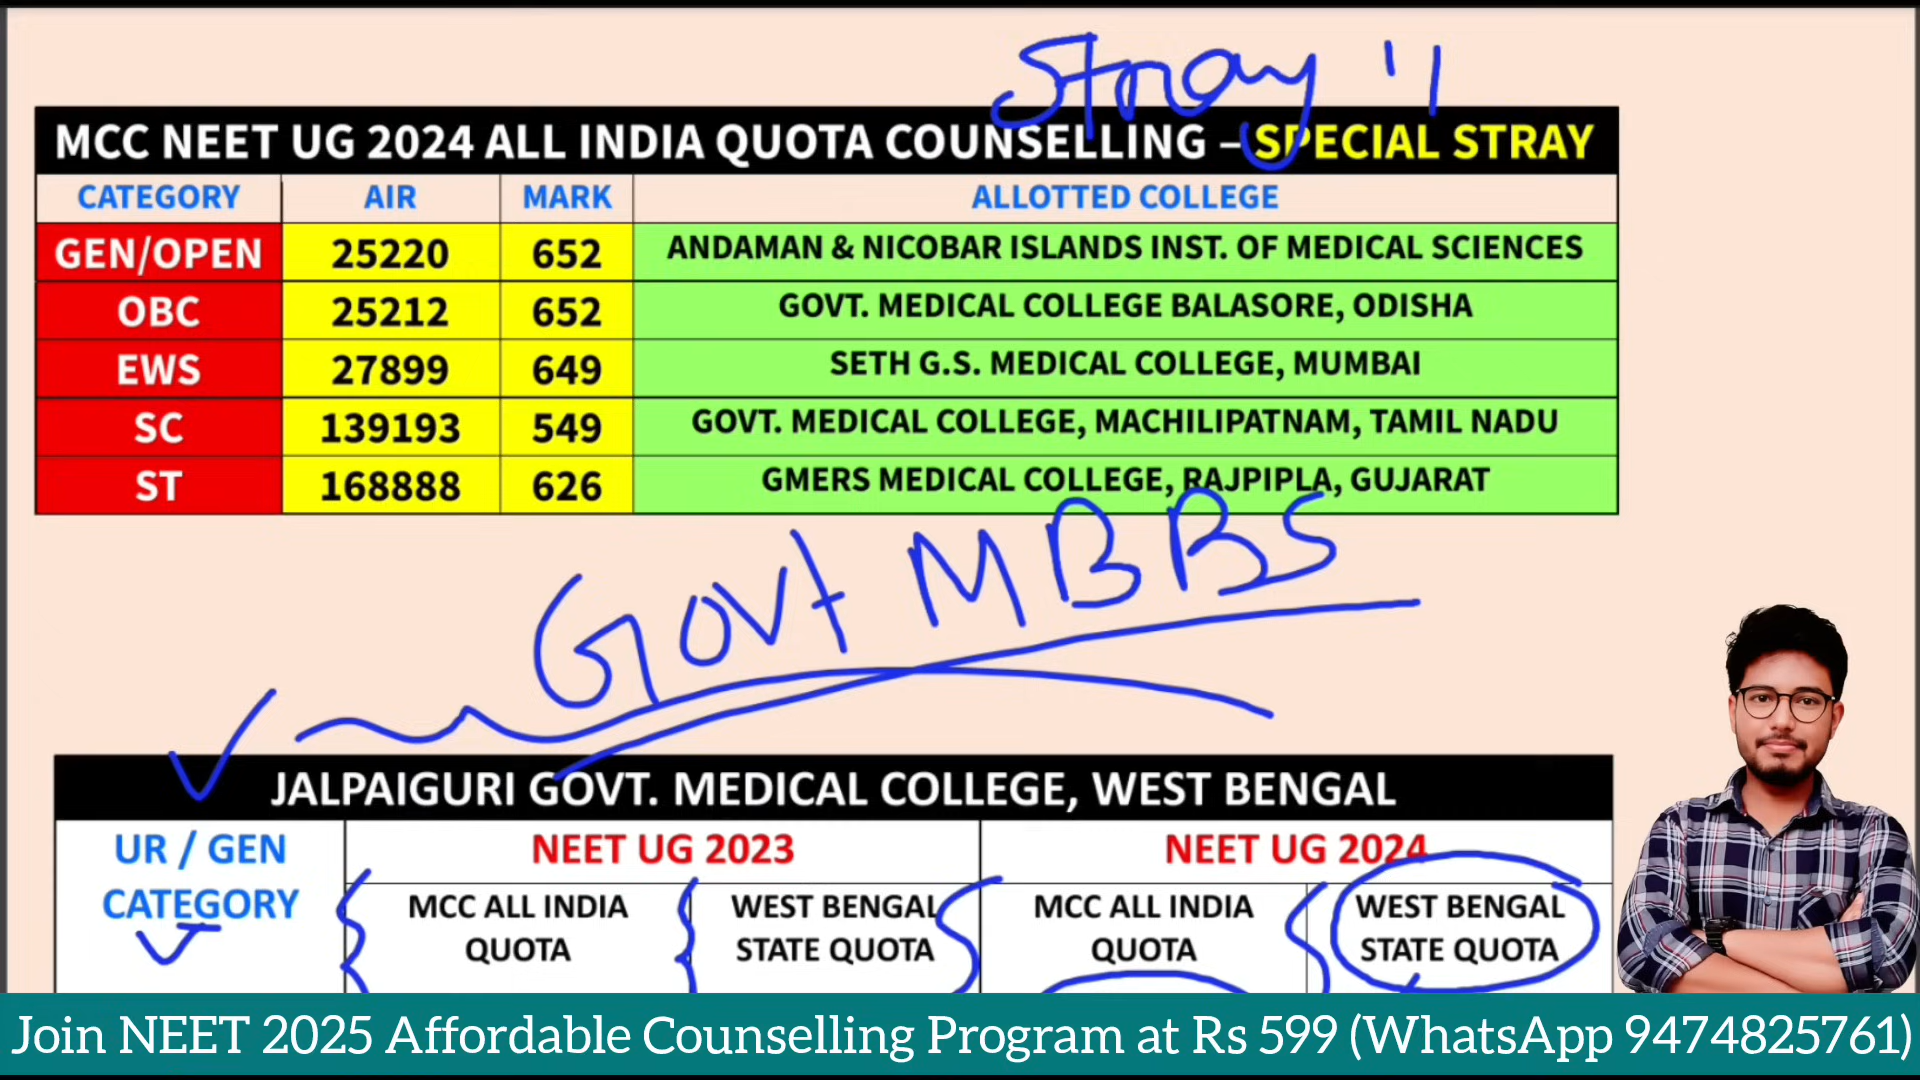 Stray "
MCC NEET UG 2024 ALL INDIA QUOTA COUNSELLING – SPECIAL STRAY
CATEGORY AIR MARK ALLOTTED COLLEGE
GEN/OPEN 25220 652 ANDAMAN & NICOBAR ISLANDS INST. OF MEDICAL SCIENCES
OBC 25212 652 GOVT. MEDICAL COLLEGE BALASORE, ODISHA
EWS 27899 649 SETH G.S. MEDICAL COLLEGE, MUMBAI
SC 139193 549 GOVT. MEDICAL COLLEGE, MACHILIPATNAM, TAMIL NADU
ST 168888 626 GMERS MEDICAL COLLEGE, RAJPIPLA, GUJARAT
Govt MBBS
JALPAIGURI GOVT. MEDICAL COLLEGE, WEST BENGAL
UR / GEN NEET UG 2023 NEET UG 2024
CATEGORY MCC ALL INDIA WEST BENGAL MCC ALL INDIA WEST BENGAL
QUOTA STATE QUOTA QUOTA STATE QUOTA
Join NEET 2025 Affordable Counselling Program at Rs 599 (WhatsApp 9474825761)